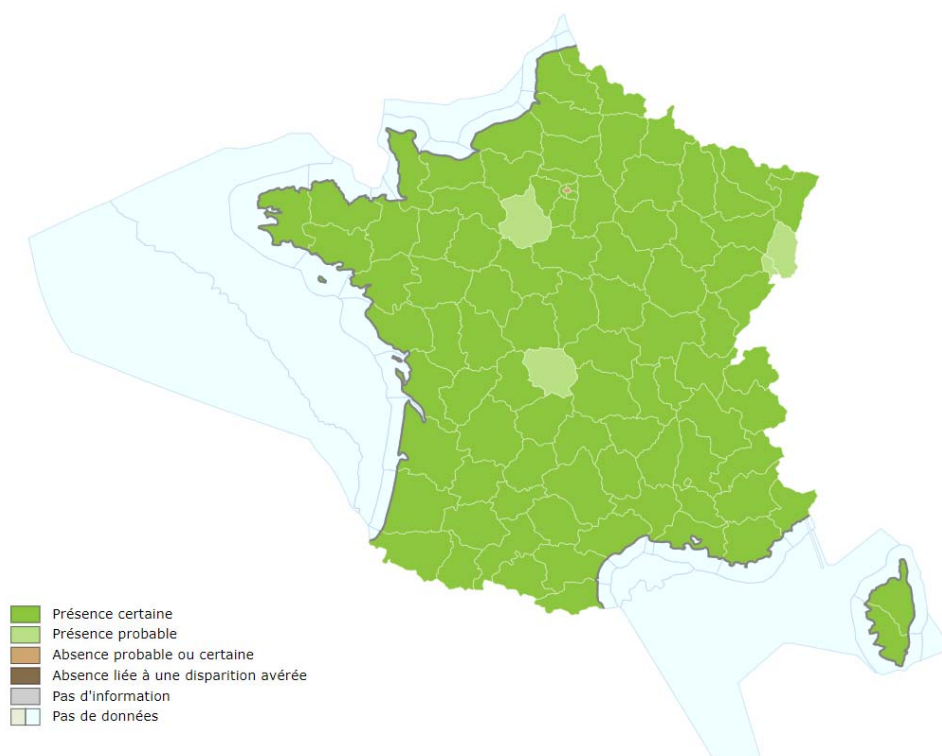 Présence certaine
Présence probable
Absence probable ou certaine
Absence liée à une disparition avérée
Pas d'information
Pas de données